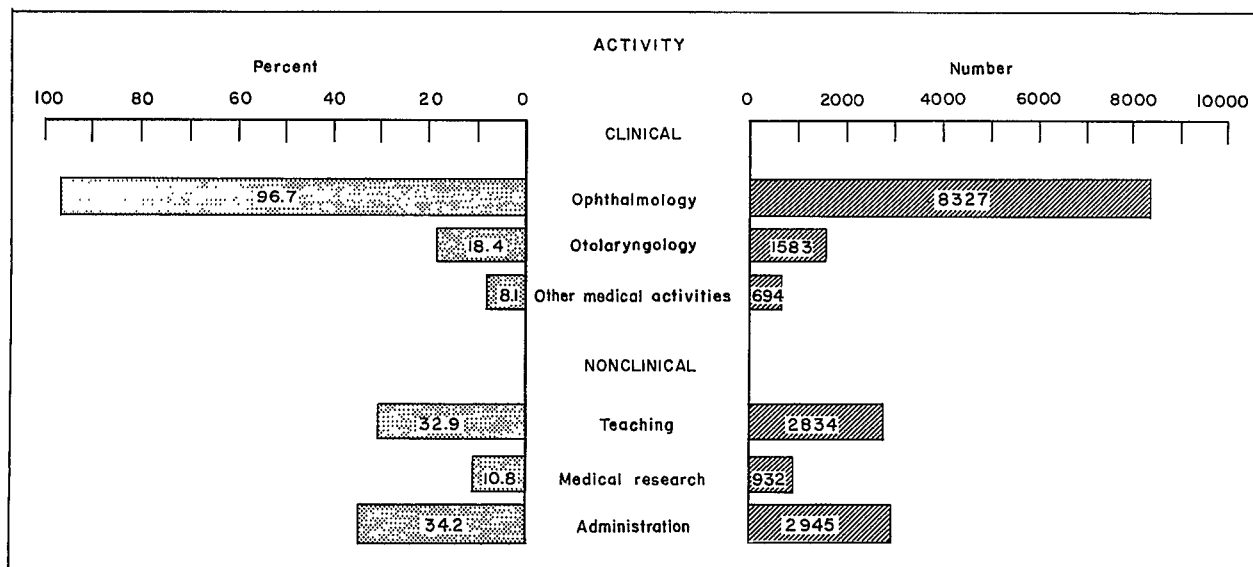 ACTIVITY
Percent Number
100 80 60 40 20 0 0 2000 4000 6000 8000 10000
CLINICAL
96.7 Ophthalmology 8327
18.4 Otolaryngology 1583
8.1 Other medical activities 694
NONCLINICAL
32.9 Teaching 2834
10.8 Medical research 932
34.2 Administration 2945